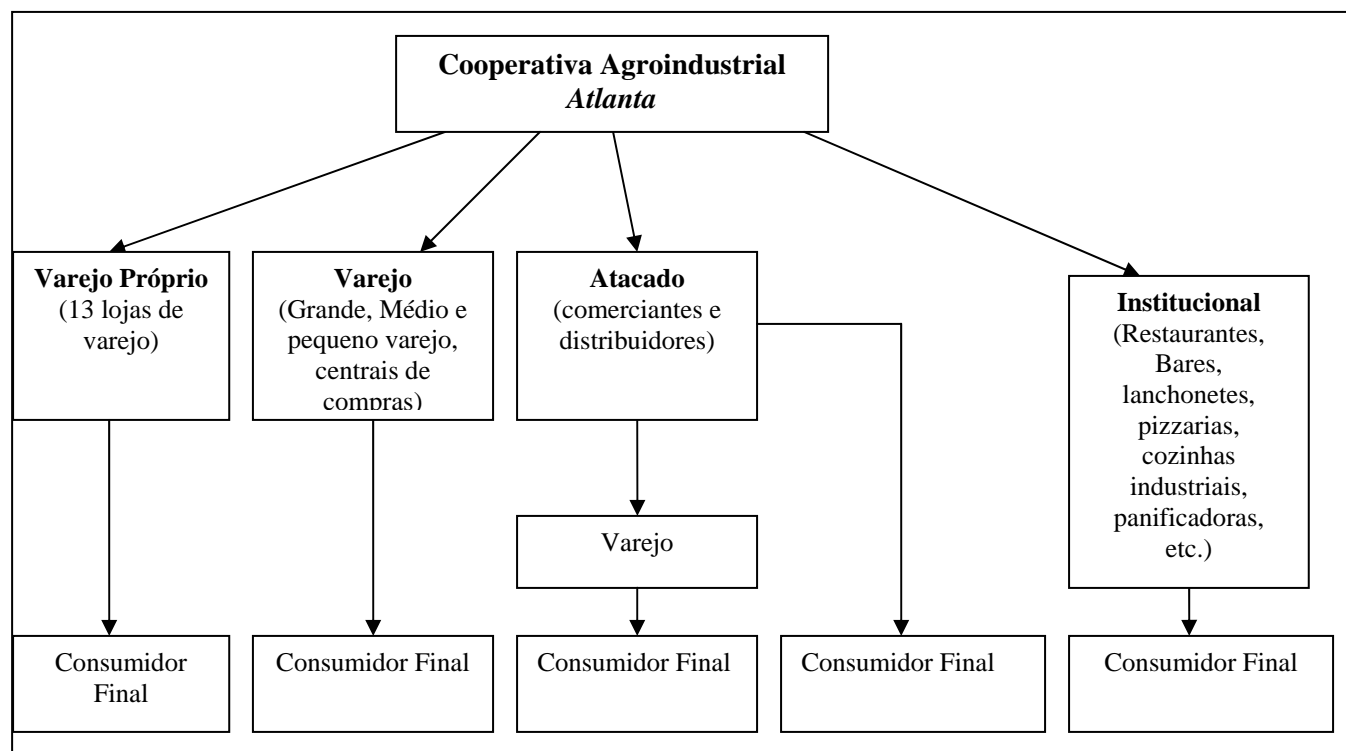 Cooperativa Agroindustrial
Atlanta
Varejo Próprio
(13 lojas de
varejo)
Varejo
(Grande, Médio e
pequeno varejo,
centrais de
compras)
Atacado
(comerciantes e
distribuidores)
Institucional
(Restaurantes,
Bares,
lanchonetes,
pizzarias,
cozinhas
industriais,
panificadoras,
etc.)
Varejo
Consumidor
Final
Consumidor Final
Consumidor Final
Consumidor Final
Consumidor Final